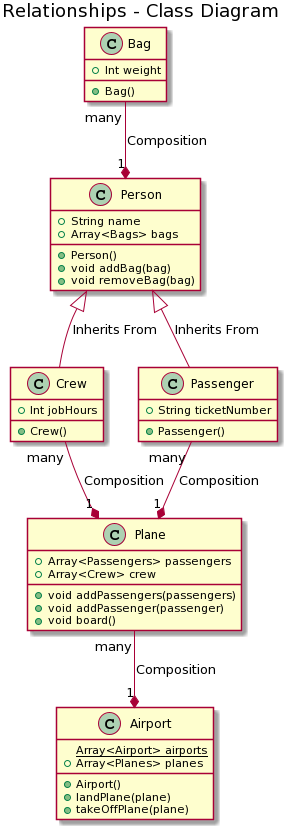 Relationships - Class Diagram
C Bag
Int weight
Bag()
many
Composition
1
C Person
String name
Array<Bags> bags
Person()
void addBag(bag)
void removeBag(bag)
Inherits From Inherits From
C Crew C Passenger
Int jobHours String ticketNumber
Crew() Passenger()
many many
Composition Composition
1 1
C Plane
Array<Passengers> passengers
Array<Crew> crew
void addPassengers(passengers)
void addPassenger(passenger)
void board()
many
Composition
1
C Airport
Array<Airport> airports
Array<Planes> planes
Airport()
landPlane(plane)
takeOffPlane(plane)